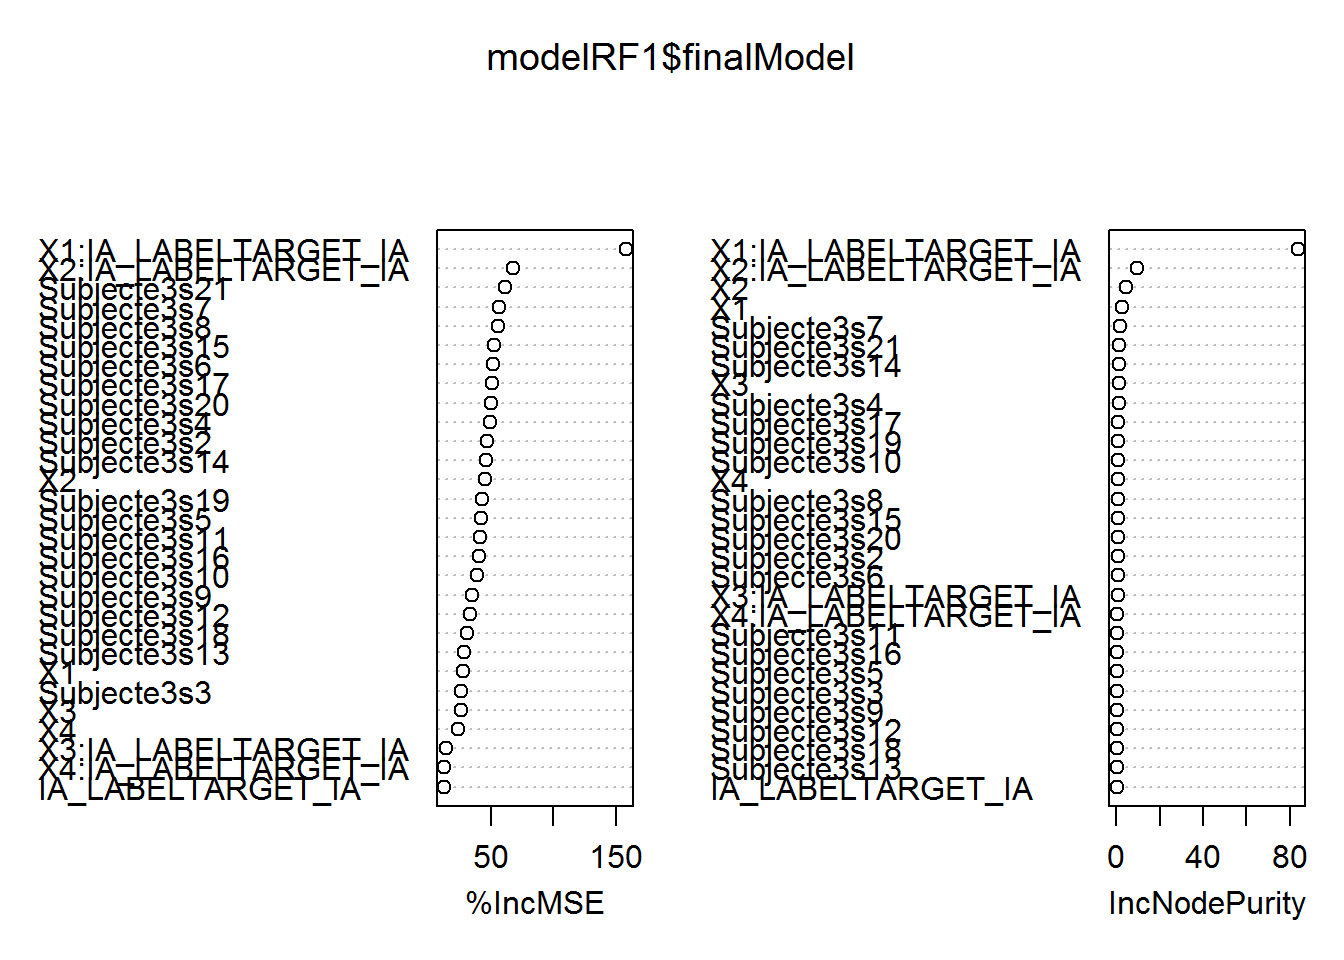 modelRF1$finalModel
X1:IA_LABELTARGET_IA
X2:IA_LABELTARGET_IA
Subjecte3s21
Subjecte3s7
Subjecte3s8
Subjecte3s15
Subjecte3s6
Subjecte3s17
Subjecte3s20
Subjecte3s4
Subjecte3s2
Subjecte3s14
X2
Subjecte3s19
Subjecte3s5
Subjecte3s11
Subjecte3s16
Subjecte3s10
Subjecte3s9
Subjecte3s12
Subjecte3s18
Subjecte3s13
X1
Subjecte3s3
X3
X4
X3:IA_LABELTARGET_IA
X4:IA_LABELTARGET_IA
IA_LABELTARGET_IA
50 150
%IncMSE
X1:IA_LABELTARGET_IA
X2:IA_LABELTARGET_IA
X2
X1
Subjecte3s7
Subjecte3s21
Subjecte3s14
X3
Subjecte3s4
Subjecte3s17
Subjecte3s19
Subjecte3s10
X4
Subjecte3s8
Subjecte3s15
Subjecte3s20
Subjecte3s2
Subjecte3s6
X3:IA_LABELTARGET_IA
X4:IA_LABELTARGET_IA
Subjecte3s11
Subjecte3s16
Subjecte3s5
Subjecte3s3
Subjecte3s9
Subjecte3s12
Subjecte3s18
Subjecte3s13
IA_LABELTARGET_IA
0 40 80
IncNodePurity